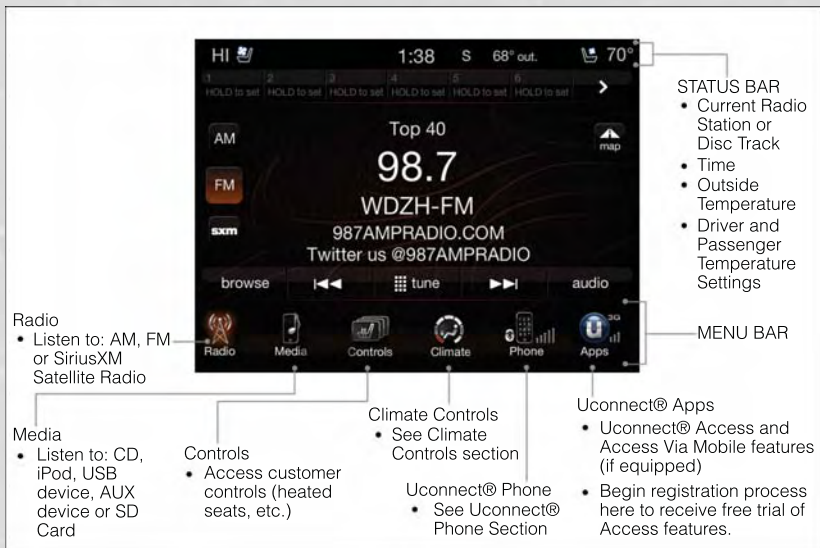 HI 1:38 S 68° out. 70°
1 2 3 4 5 6
HOLD to set HOLD to set HOLD to set HOLD to set HOLD to set HOLD to set
AM
FM
sxm
Top 40
98.7
WDZH-FM
987AMPRADIO.COM
Twitter us @987AMPRADIO
map
browse tune audio
Radio Media Controls Climate Phone Apps
3G
STATUS BAR
• Current Radio
Station or
Disc Track
• Time
• Outside
Temperature
• Driver and
Passenger
Temperature
Settings
MENU BAR
Radio
• Listen to: AM, FM
or SiriusXM
Satellite Radio
Media
• Listen to: CD,
iPod, USB
device, AUX
device or SD
Card
Controls
• Access customer
controls (heated
seats, etc.)
Climate Controls
• See Climate
Controls section
Uconnect® Phone
• See Uconnect®
Phone Section
Uconnect® Apps
• Uconnect® Access and
Access Via Mobile features
(if equipped)
• Begin registration process
here to receive free trial of
Access features.